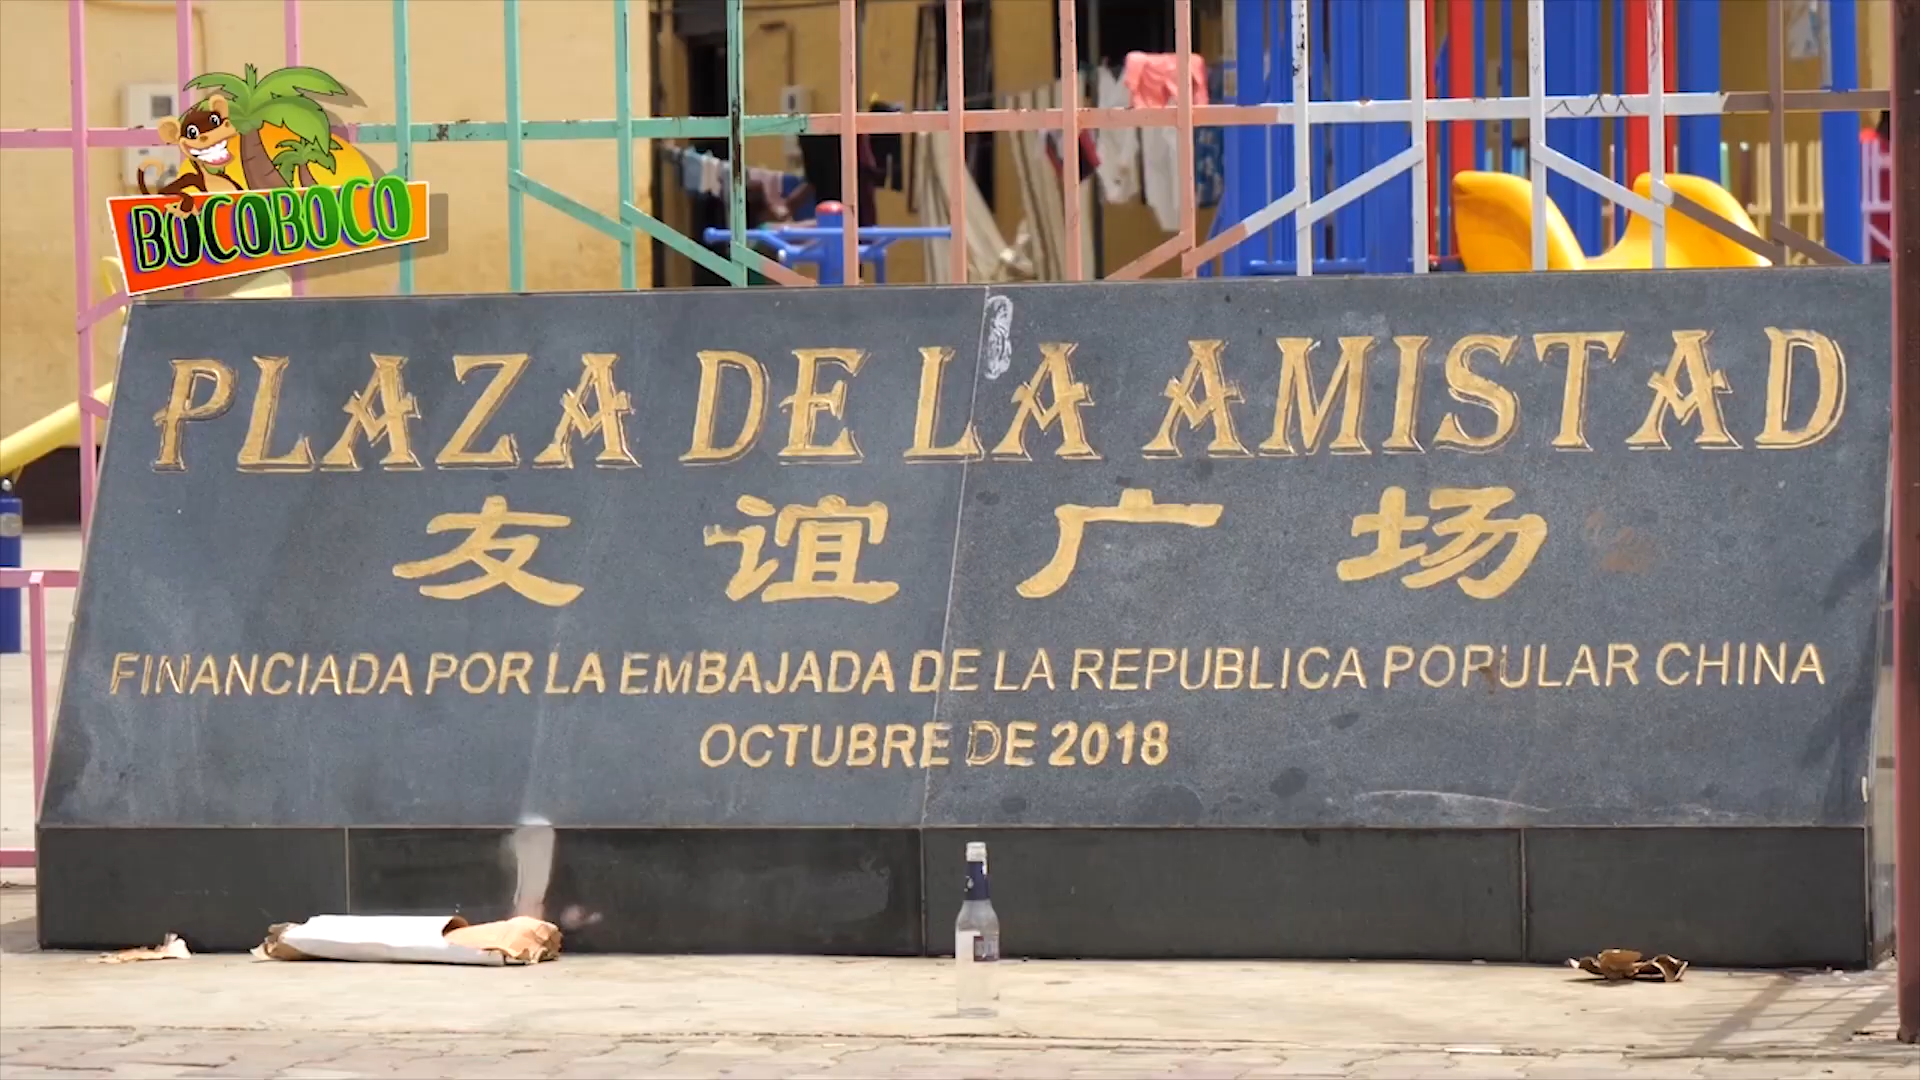 BOCOBOCO
PLAZA DE LA AMISTAD
友谊广场
FINANCIADA POR LA EMBAJADA DE LA REPUBLICA POPULAR CHINA
OCTUBRE DE 2018